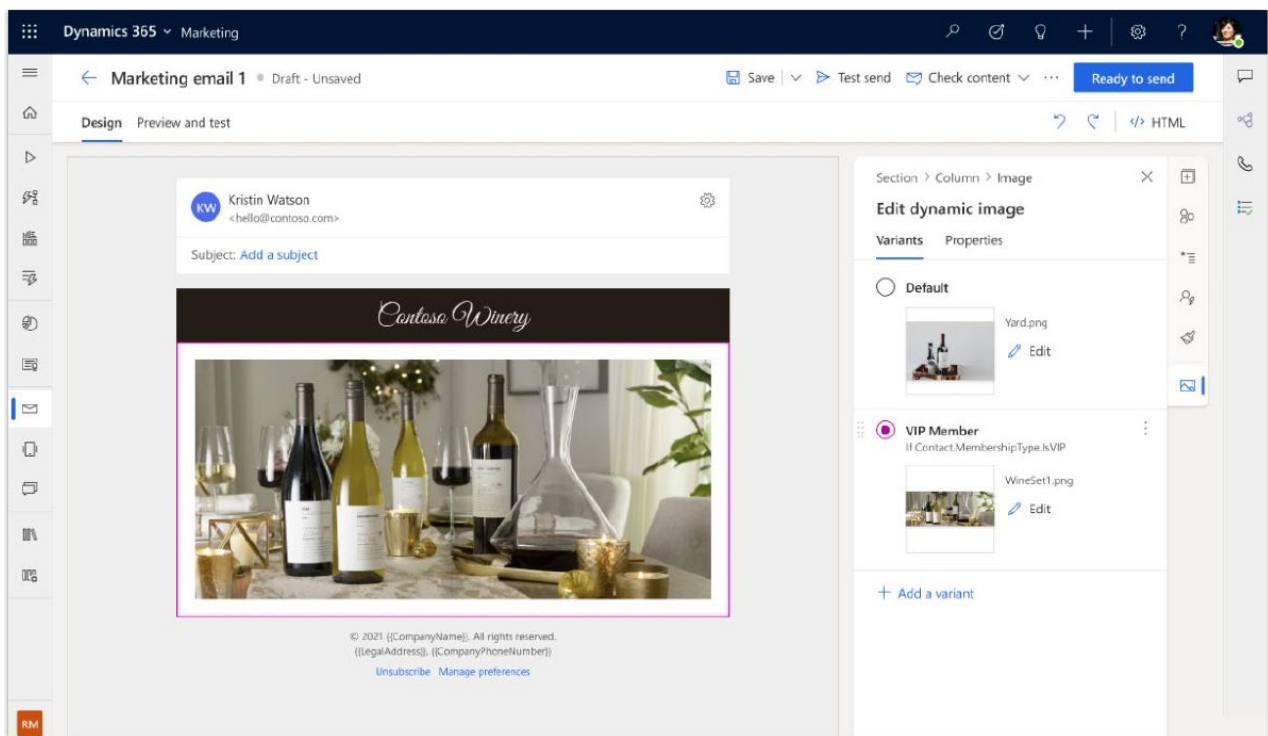 Dynamics 365 Marketing
Marketing email 1 Draft - Unsaved
Save Test send Check content Ready to send
Design Preview and test
HTML
KW
Kristin Watson
<hello@contoso.com>
Subject: Add a subject
Contoso Winery
© 2021 {{CompanyName}}. All rights reserved.
{{LegalAddress}}, {{CompanyPhoneNumber}}
Unsubscribe Manage preferences
Section > Column > Image
Edit dynamic image
Variants Properties
Default
Yard.png
Edit
VIP Member
If Contact.MembershipType.IsVIP
WineSet1.png
Edit
+ Add a variant
RM